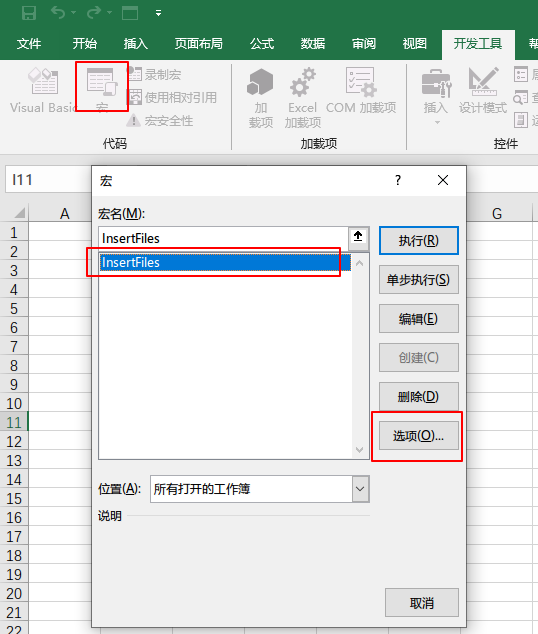 文件 开始 插入 页面布局 公式 数据 审阅 视图 开发工具
Visual Basic 宏 录制宏
使用相对引用
宏安全性
加载项 Excel加载项 COM 加载项 插入 设计模式
代码 加载项 控件
I11
宏 ?
A G
宏名(M):
InsertFiles
InsertFiles
执行(R)
单步执行(S)
编辑(E)
创建(C)
删除(D)
选项(O)...
位置(A): 所有打开的工作簿
说明
取消
1
2
3
4
5
6
7
8
9
10
11
12
13
14
15
16
17
18
19
20
21
22